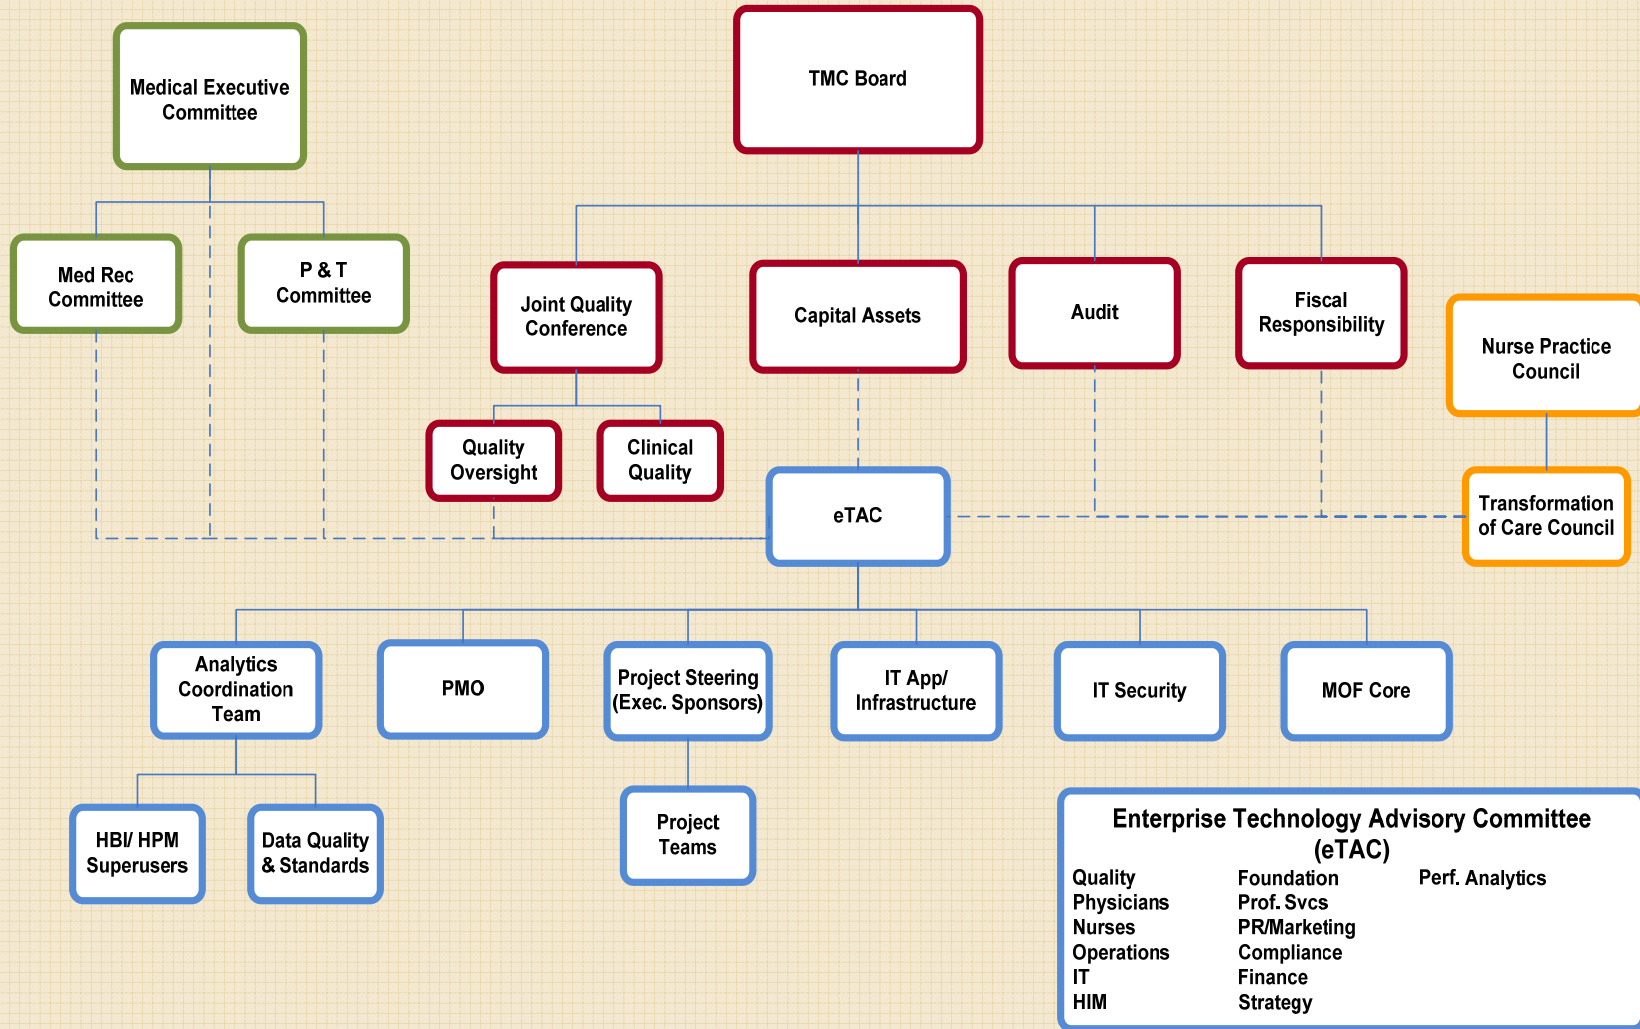 Medical Executive
Committee
TMC Board
Med Rec
Committee
P & T
Committee
Joint Quality
Conference
Capital Assets
Audit
Fiscal
Responsibility
Nurse Practice
Council
Quality
Oversight
Clinical
Quality
eTAC
Transformation
of Care Council
Analytics
Coordination
Team
PMO
Project Steering
(Exec. Sponsors)
IT App/
Infrastructure
IT Security
MOF Core
HBI/ HPM
Superusers
Data Quality
& Standards
Project
Teams
Enterprise Technology Advisory Committee
(eTAC)
Quality
Physicians
Nurses
Operations
IT
HIM
Foundation
Prof. Svcs
PR/Marketing
Compliance
Finance
Strategy
Perf. Analytics